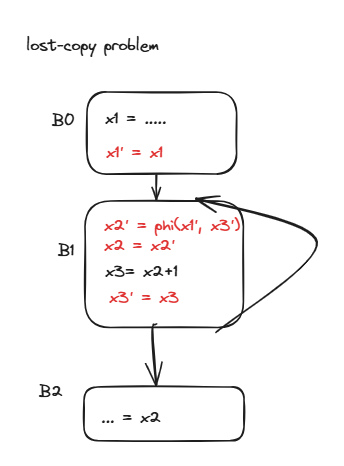 lost-copy problem
B0
x1 = .....
x1' = x1
B1
x2' = phi(x1', x3')
x2 = x2'
x3= x2+1
x3' = x3
B2
... = x2